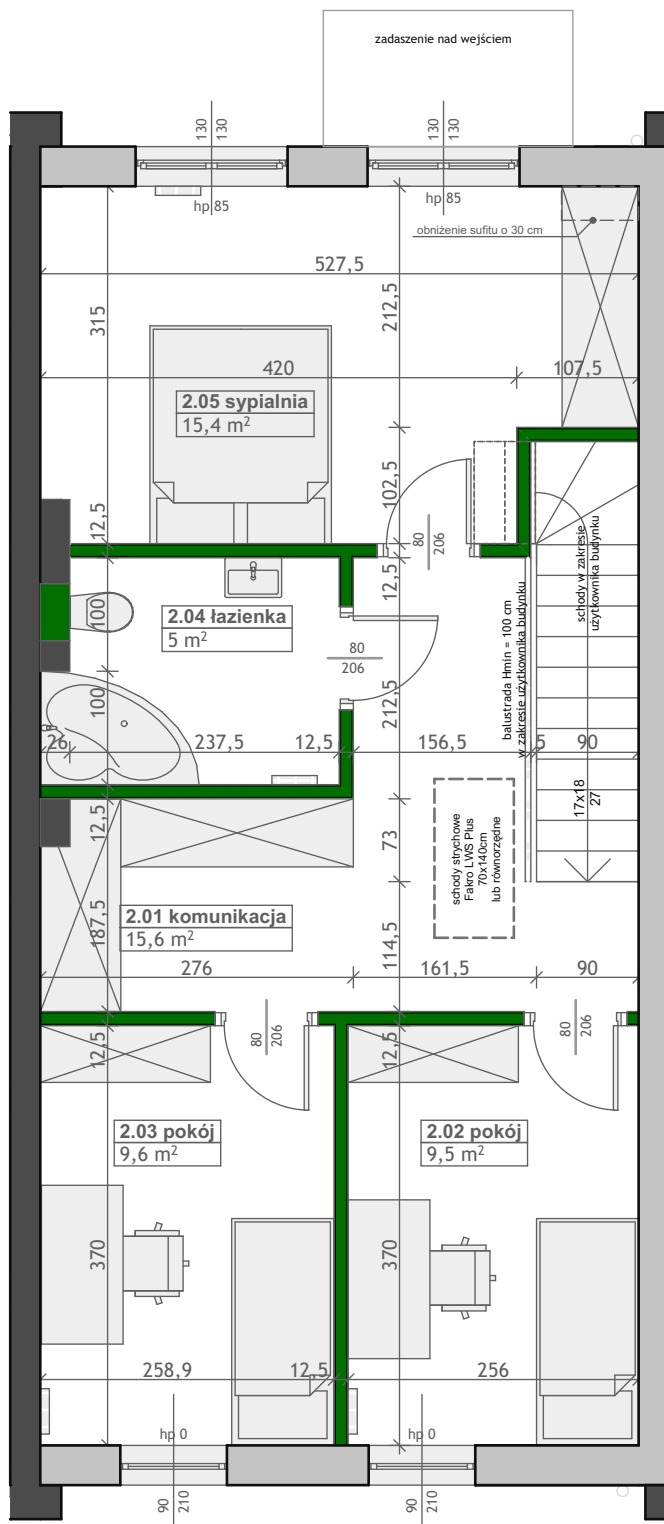 zadaszenie nad wejściem
130
130
130
130
hp 85
hp 85
obniżenie sufitu o 30 cm
527,5
315
212,5
420
107,5
2.05 sypialnia
15,4 m²
102,5
12,5
80
206
12,5
schody w zakresie
użytkownika budynku
balustrada Hmin = 100 cm
w zakresie użytkownika budynku
100
2.04 łazienka
5 m²
80
206
100
212,5
26
237,5
12,5
156,5
5
90
17x18
27
12,5
73
schody strychowe
Fakro LWS Plus
70x140cm
lub równorzędne
187,5
2.01 komunikacja
15,6 m²
114,5
276
161,5
90
80
206
80
206
12,5
12,5
2.03 pokój
9,6 m²
2.02 pokój
9,5 m²
370
370
258,9
12,5
256
hp 0
hp 0
90
210
90
210